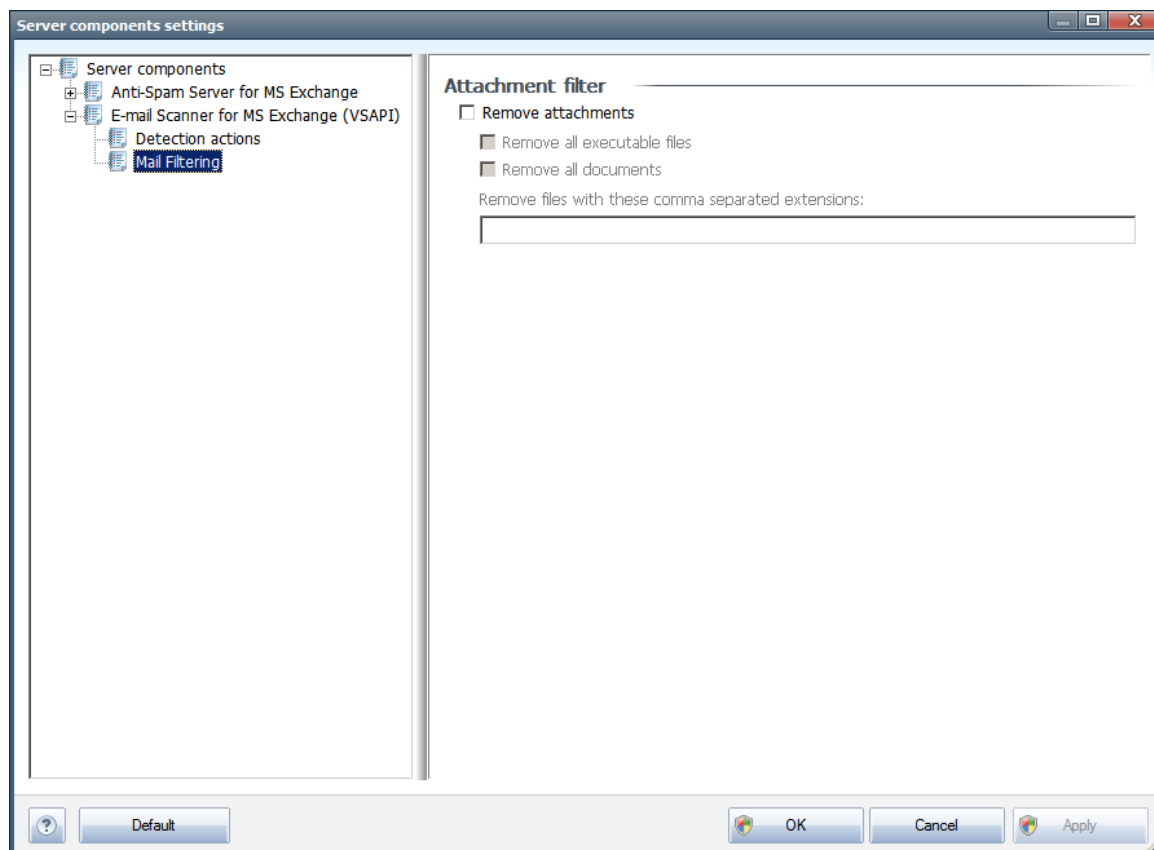 Server components settings
Server components
Anti-Spam Server for MS Exchange
E-mail Scanner for MS Exchange (VSAPI)
Detection actions
Mail Filtering
Attachment filter
Remove attachments
Remove all executable files
Remove all documents
Remove files with these comma separated extensions:
? Default OK Cancel Apply